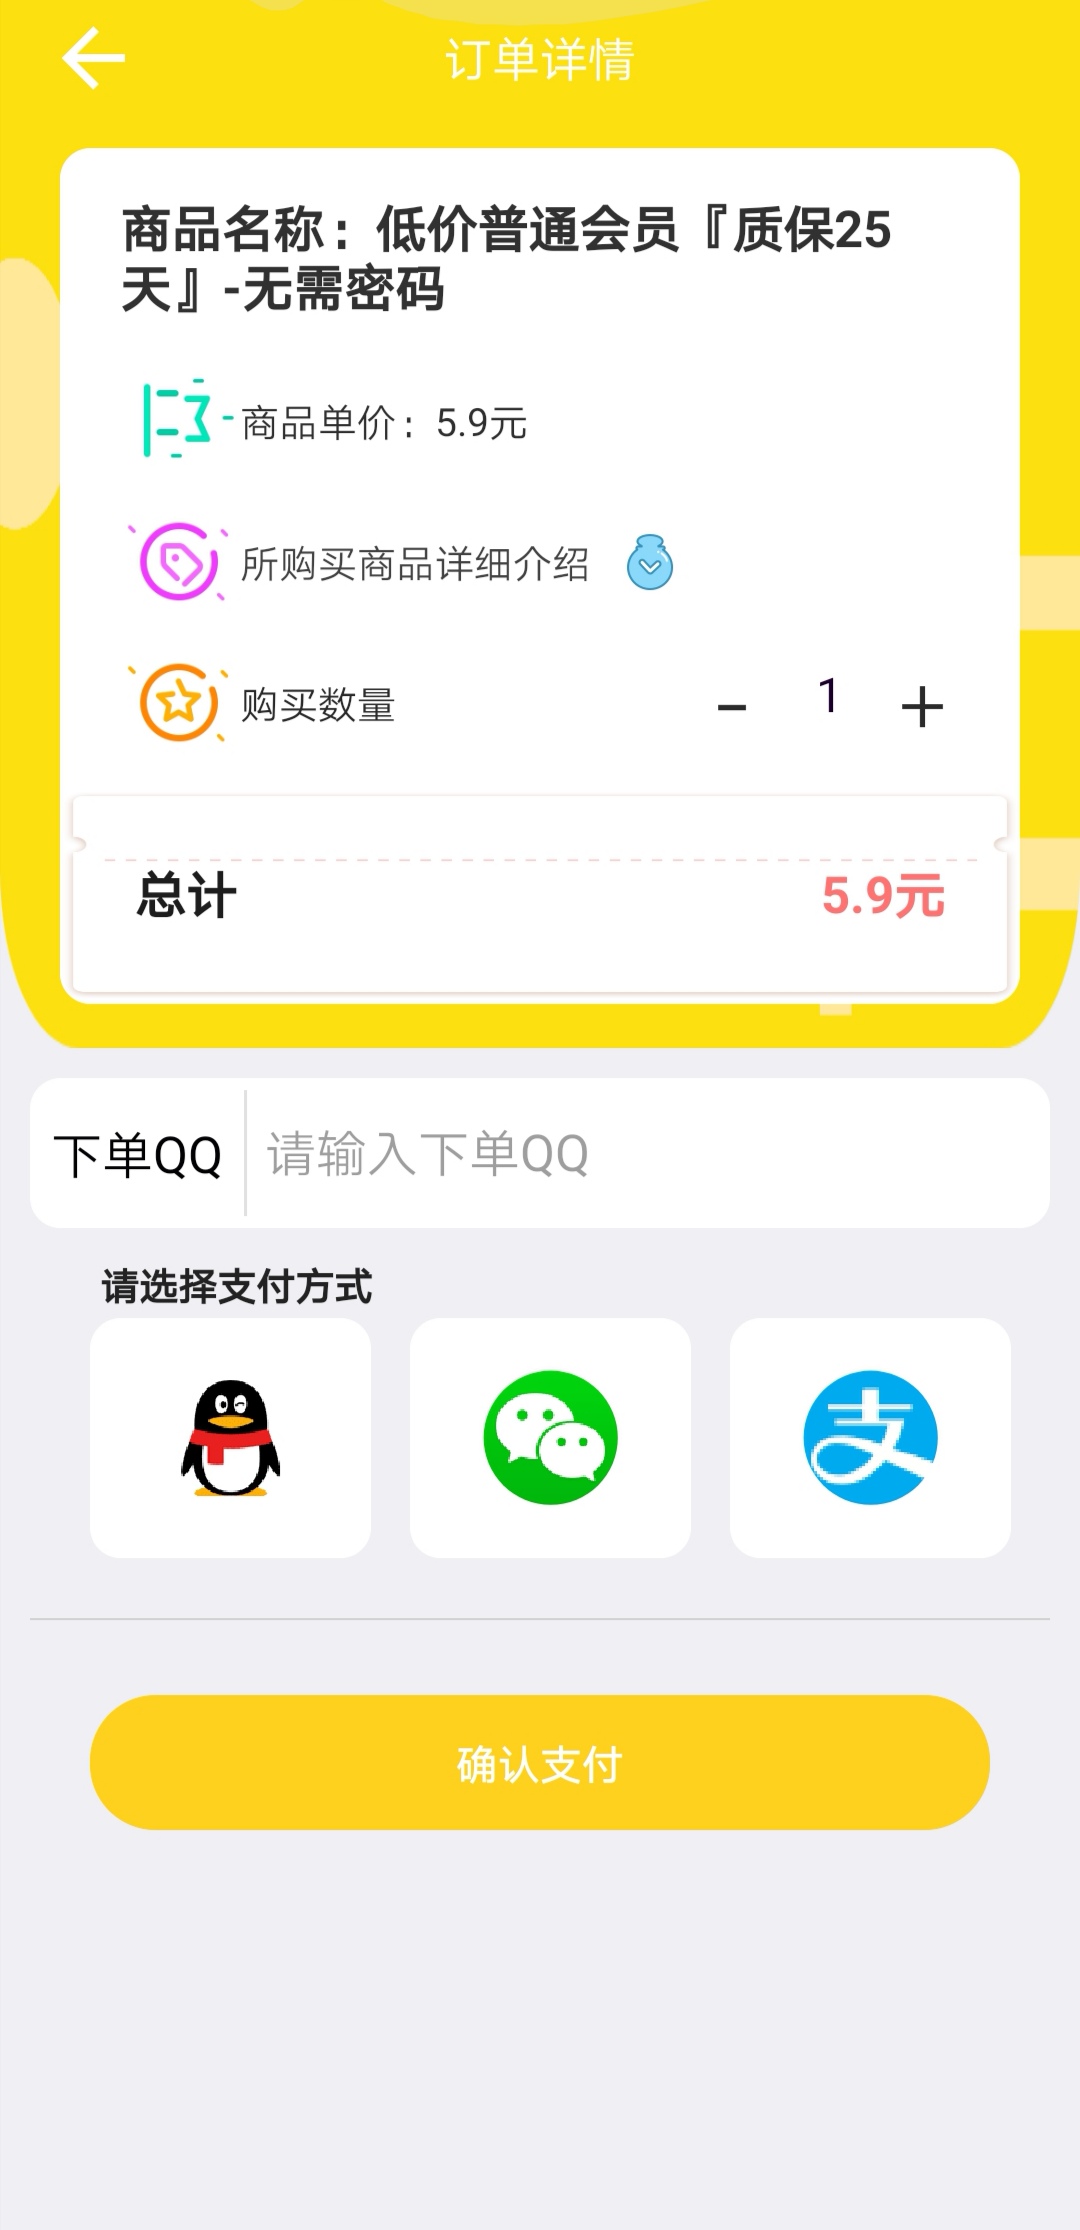 订单详情
商品名称：低价普通会员『质保25
天』-无需密码
商品单价：5.9元
所购买商品详细介绍
购买数量
- 1 +
总计 5.9元
下单QQ 请输入下单QQ
请选择支付方式
支
确认支付